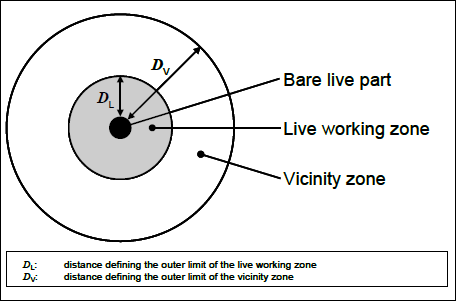 DV
DL
Bare live part
Live working zone
Vicinity zone
DL: distance defining the outer limit of the live working zone
DV: distance defining the outer limit of the vicinity zone